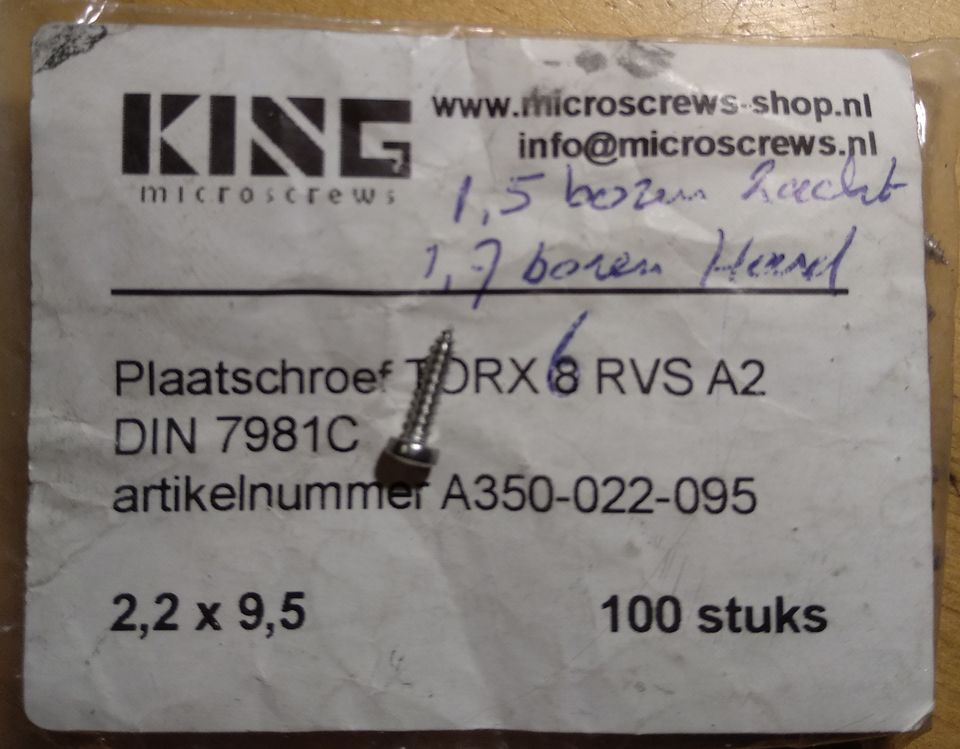 KING
microscrews
www.microscrews-shop.nl
info@microscrews.nl
1,5 boren Zacht
1,7 boren Hard
6
Plaatschroef TORX 8 RVS A2
DIN 7981C
artikelnummer A350-022-095
2,2 x 9,5
100 stuks